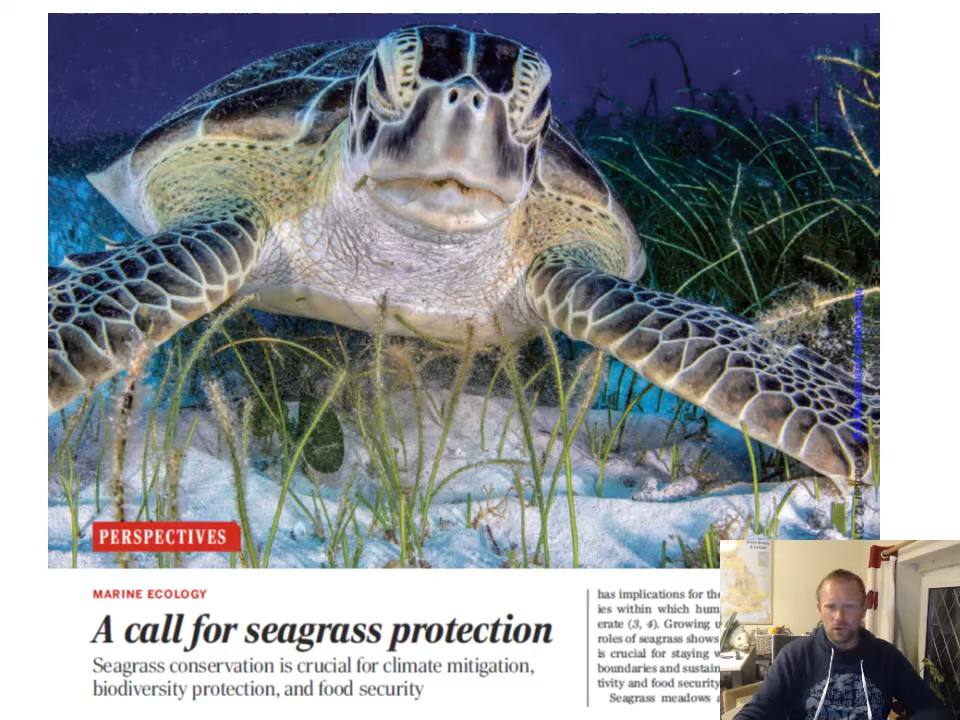 PERSPECTIVES
MARINE ECOLOGY
A call for seagrass protection
Seagrass conservation is crucial for climate mitigation,
biodiversity protection, and food security
has implications for the
ies within which hum
erate (3, 4). Growing u
roles of seagrass shows
is crucial for staying w
boundaries and sustain
tivity and food security
Seagrass meadows a